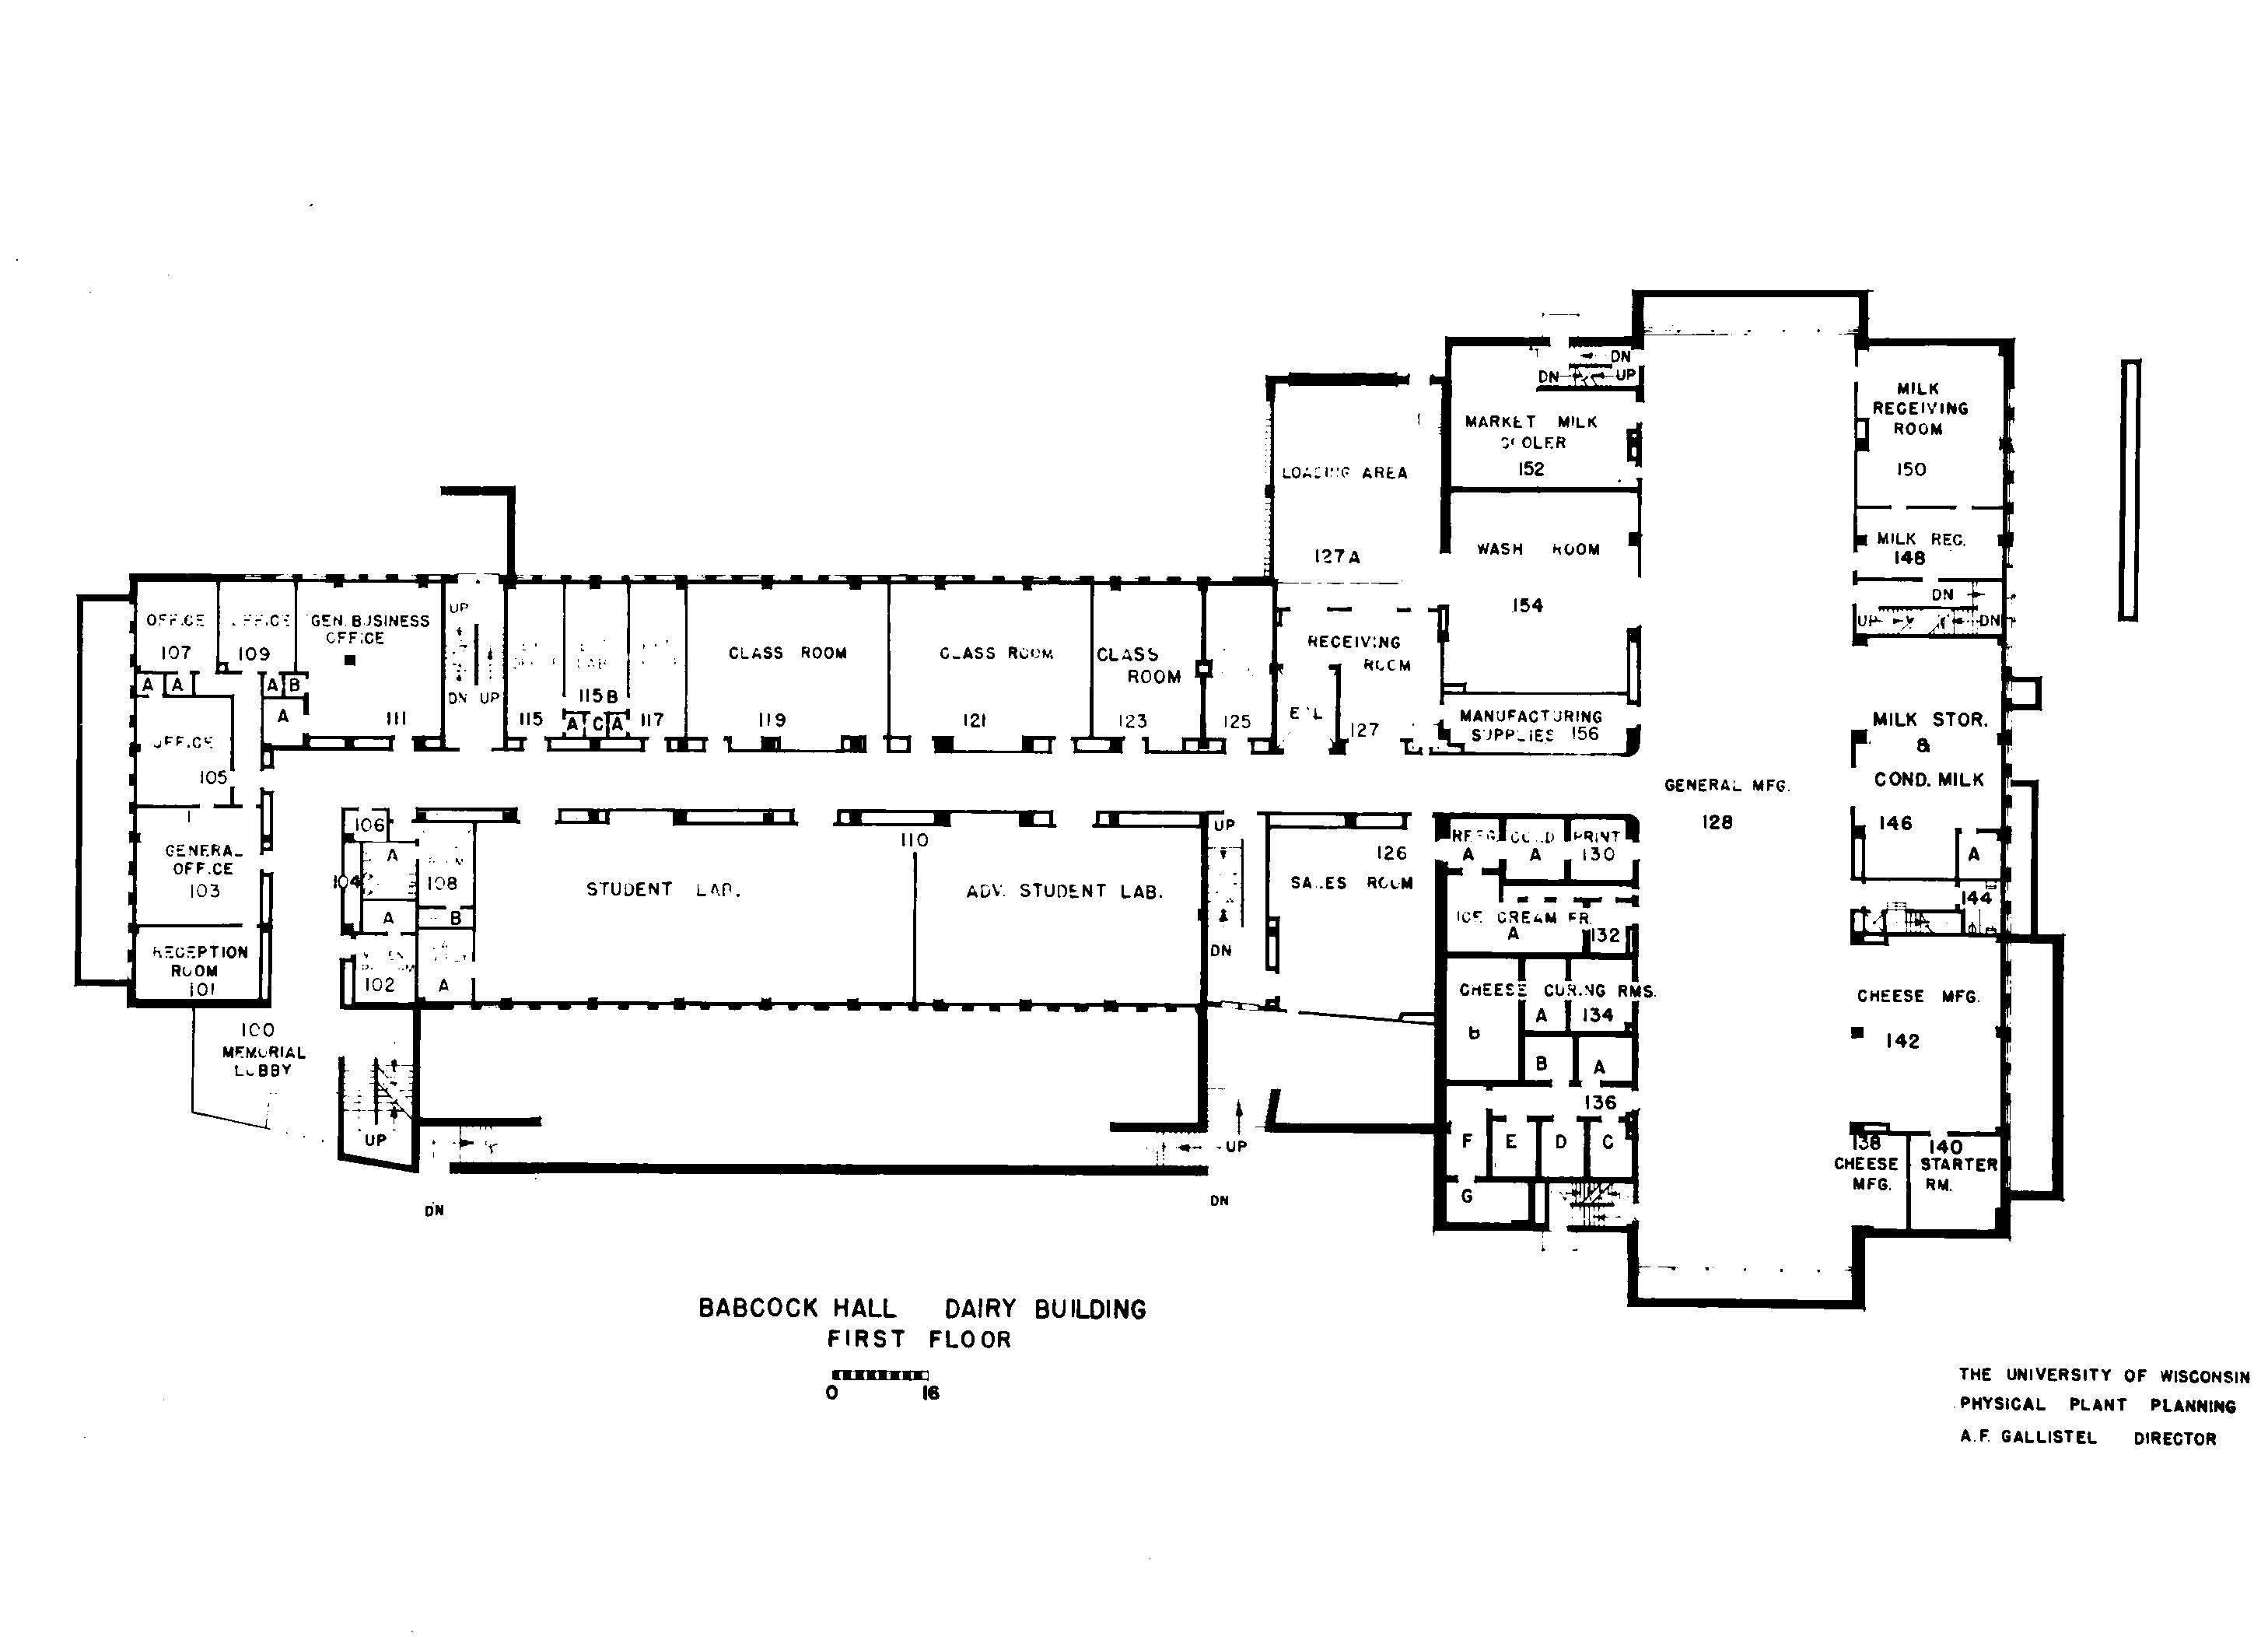 DN
DN
UP
MILK
RECEIVING
ROOM
150
MARKET MILK
152
LOADING AREA
127A
WASH ROOM
154
MILK REC.
148
DN
UP
DN
OFFICE
107
109
GEN. BUSINESS
OFFICE
111
A
A
A
B
A
UP
DN
UP
115
115B
A
C
A
117
CLASS ROOM
119
CLASS ROOM
121
CLASS
ROOM
123
125
RECEIVING
ROOM
127
MANUFACTURING
SUPPLIES 156
MILK STOR.
&
COND. MILK
146
A
OFFICE
105
GENERAL MFG.
128
106
A
104
A
108
B
110
STUDENT LAB.
ADV. STUDENT LAB.
UP
DN
126
SALES ROOM
A
A
PRINT
130
ICE CREAM FR.
A
132
144
GENERAL
OFFICE
103
RECEPTION
ROOM
101
102
A
CHEESE CURING RMS.
B
A
134
B
A
136
F
E
D
C
G
CHEESE MFG.
142
138
CHEESE
MFG.
140
STARTER
RM.
100
MEMORIAL
LOBBY
UP
UP
DN
DN
BABCOCK HALL DAIRY BUILDING
FIRST FLOOR
0 16
THE UNIVERSITY OF WISCONSIN
PHYSICAL PLANT PLANNING
A.F. GALLISTEL DIRECTOR